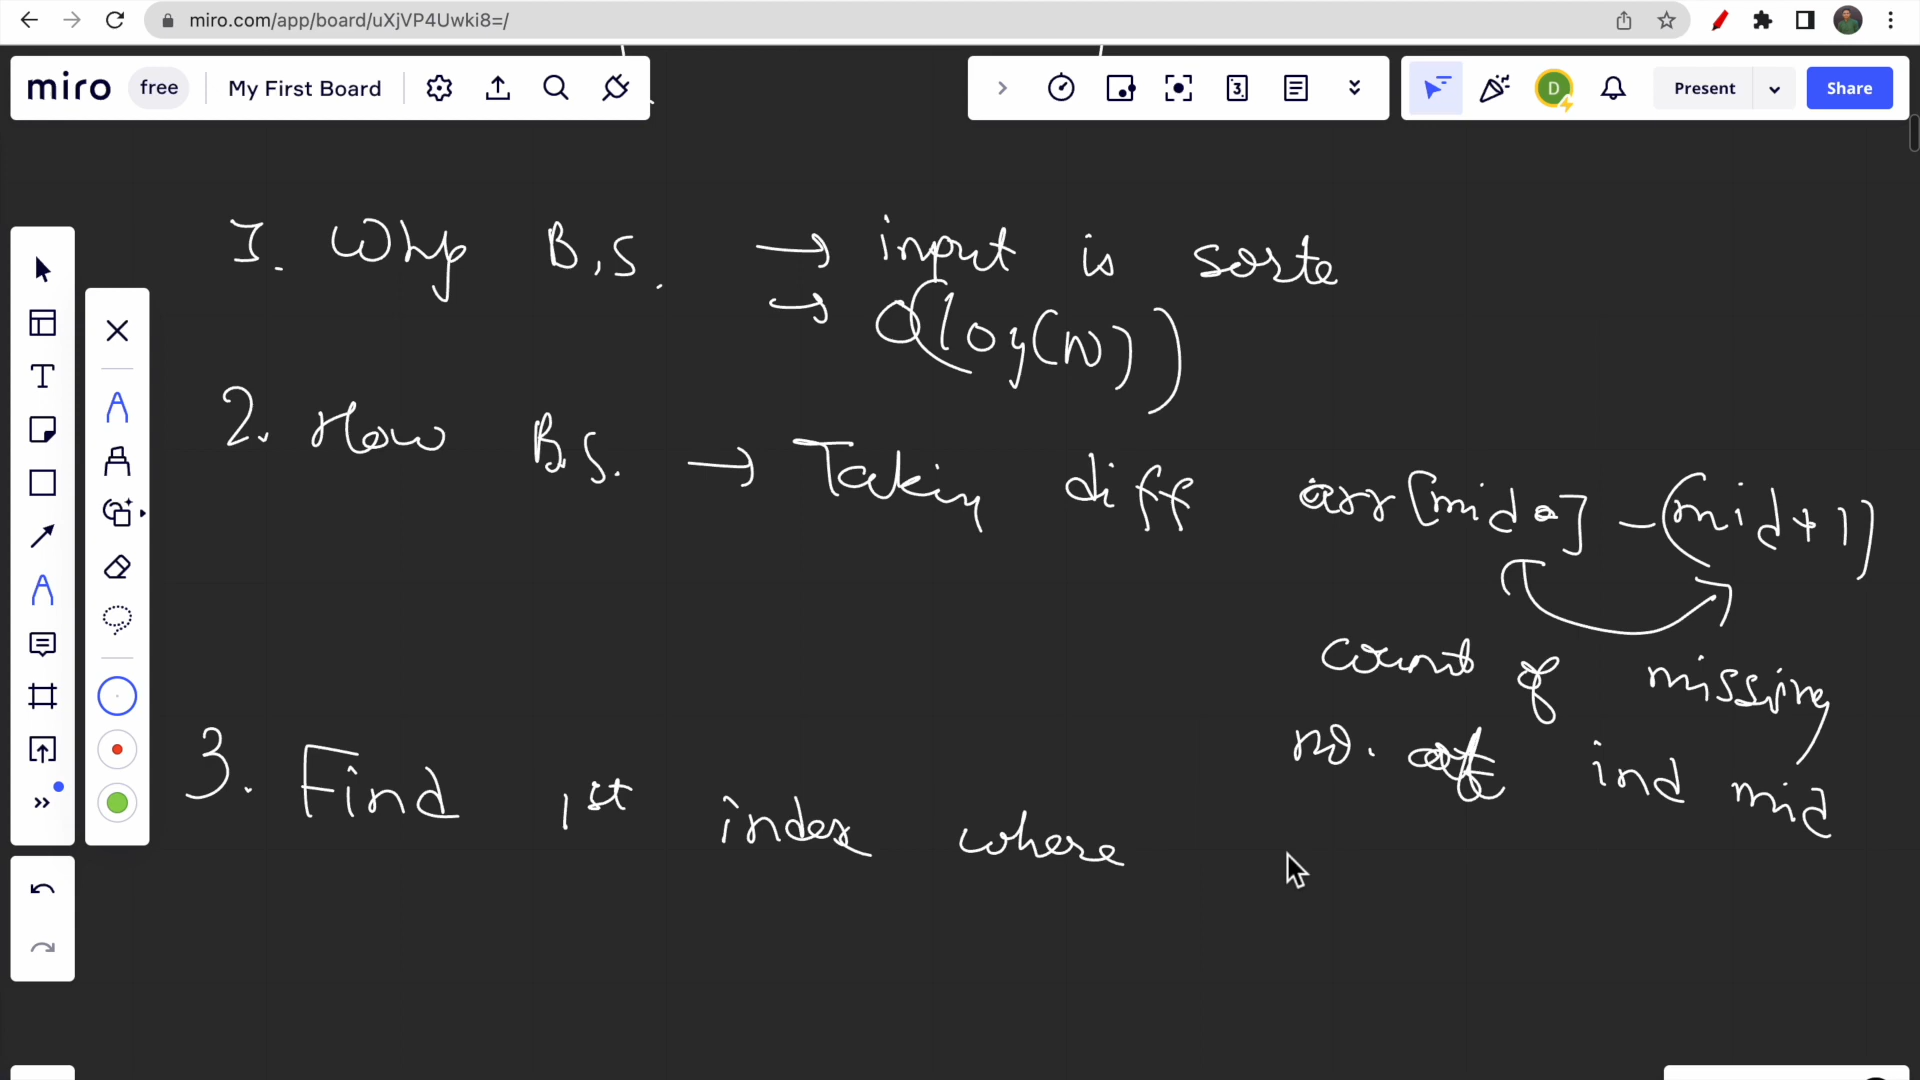 miro.com/app/board/uXjVP4Uwki8=/
miro free My First Board
3
D
Present
Share
1. Why B.S. → input is sorte
→ O(log(N))
2. How B.S. → Taking diff arr[mid] - (mid+1)
T
count of missing
no. at ind mid
3. Find 1st index where